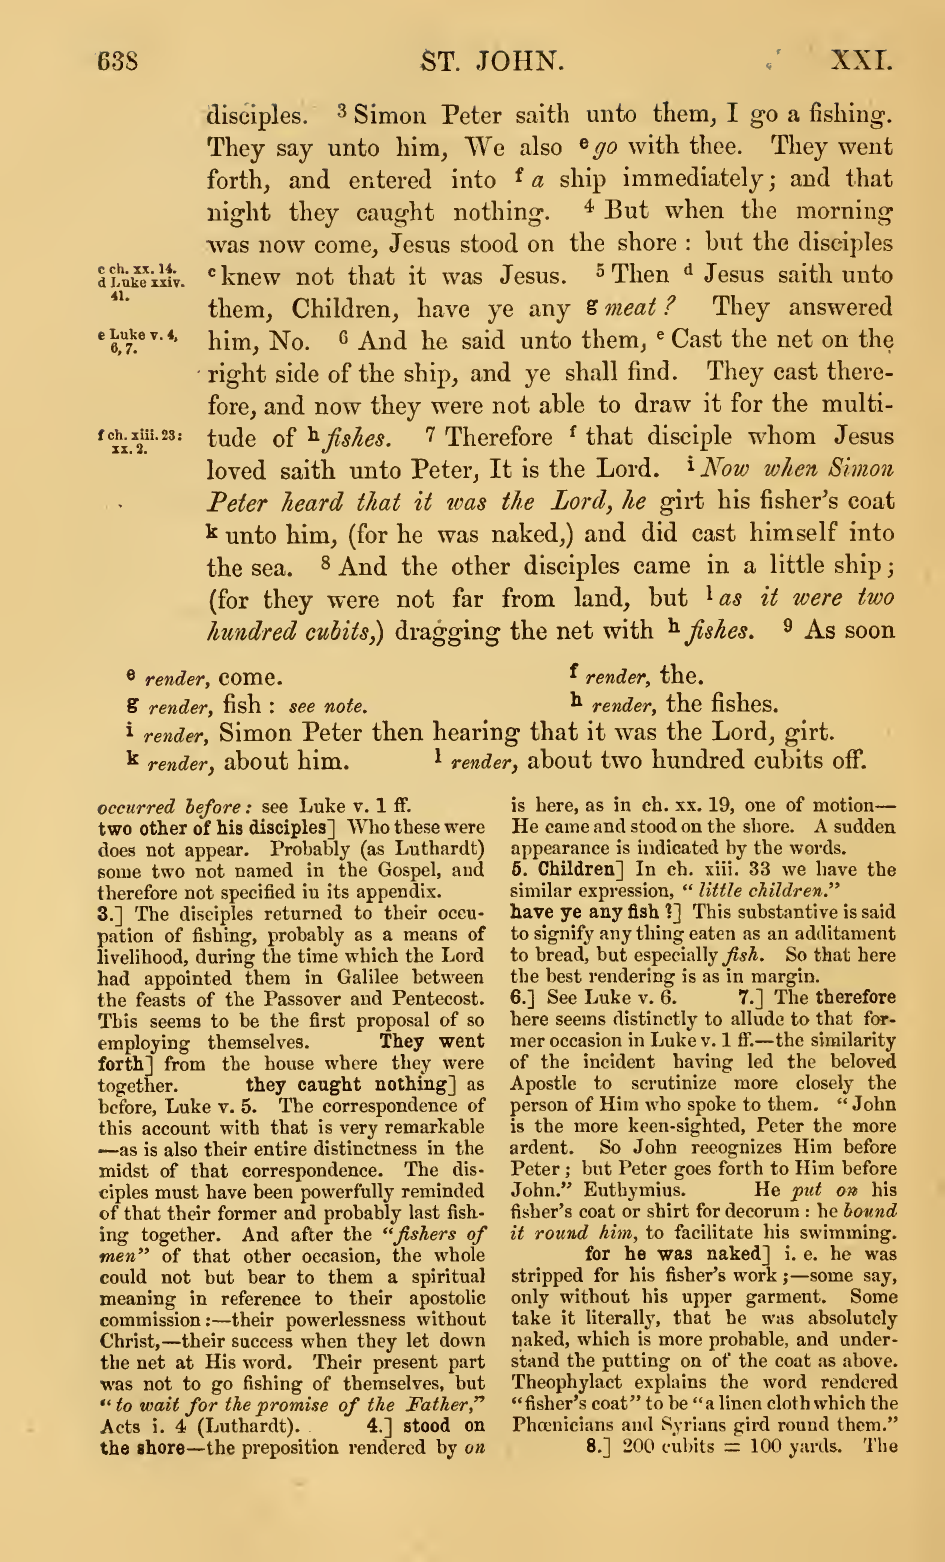 638 ST. JOHN. XXI.
disciples. 3 Simon Peter saith unto them, I go a fishing.
They say unto him, We also e go with thee. They went
forth, and entered into f a ship immediately; and that
night they caught nothing. 4 But when the morning
was now come, Jesus stood on the shore : but the disciples
c ch. xx. 14.
d Luke xxiv.
41.
c knew not that it was Jesus. 5 Then d Jesus saith unto
them, Children, have ye any g meat? They answered
e Luke v. 4,
6, 7.
him, No. 6 And he said unto them, e Cast the net on the
right side of the ship, and ye shall find. They cast there-
fore, and now they were not able to draw it for the multi-
f ch. xiii. 23:
xx. 2.
tude of h fishes. 7 Therefore f that disciple whom Jesus
loved saith unto Peter, It is the Lord. i Now when Simon
Peter heard that it was the Lord, he girt his fisher's coat
k unto him, (for he was naked,) and did cast himself into
the sea. 8 And the other disciples came in a little ship;
(for they were not far from land, but l as it were two
hundred cubits,) dragging the net with h fishes. 9 As soon
e render, come. f render, the.
g render, fish : see note. h render, the fishes.
i render, Simon Peter then hearing that it was the Lord, girt.
k render, about him. l render, about two hundred cubits off.
occurred before: see Luke v. 1 ff.
two other of his disciples] Who these were
does not appear. Probably (as Luthardt)
some two not named in the Gospel, and
therefore not specified in its appendix.
3.] The disciples returned to their occu-
pation of fishing, probably as a means of
livelihood, during the time which the Lord
had appointed them in Galilee between
the feasts of the Passover and Pentecost.
This seems to be the first proposal of so
employing themselves. They went
forth] from the house where they were
together. they caught nothing] as
before, Luke v. 5. The correspondence of
this account with that is very remarkable
—as is also their entire distinctness in the
midst of that correspondence. The dis-
ciples must have been powerfully reminded
of that their former and probably last fish-
ing together. And after the "fishers of
men" of that other occasion, the whole
could not but bear to them a spiritual
meaning in reference to their apostolic
commission:—their powerlessness without
Christ,—their success when they let down
the net at His word. Their present part
was not to go fishing of themselves, but
"to wait for the promise of the Father,"
Acts i. 4 (Luthardt). 4.] stood on
the shore—the preposition rendered by on
is here, as in ch. xx. 19, one of motion—
He came and stood on the shore. A sudden
appearance is indicated by the words.
5. Children] In ch. xiii. 33 we have the
similar expression, "little children."
have ye any fish?] This substantive is said
to signify any thing eaten as an additament
to bread, but especially fish. So that here
the best rendering is as in margin.
6.] See Luke v. 6. 7.] The therefore
here seems distinctly to allude to that for-
mer occasion in Luke v. 1 ff.—the similarity
of the incident having led the beloved
Apostle to scrutinize more closely the
person of Him who spoke to them. "John
is the more keen-sighted, Peter the more
ardent. So John recognizes Him before
Peter; but Peter goes forth to Him before
John." Euthymius. He put on his
fisher's coat or shirt for decorum : he bound
it round him, to facilitate his swimming.
for he was naked] i. e. he was
stripped for his fisher's work;—some say,
only without his upper garment. Some
take it literally, that he was absolutely
naked, which is more probable, and under-
stand the putting on of the coat as above.
Theophylact explains the word rendered
"fisher's coat" to be "a linen cloth which the
Phœnicians and Syrians gird round them."
8.] 200 cubits = 100 yards. The